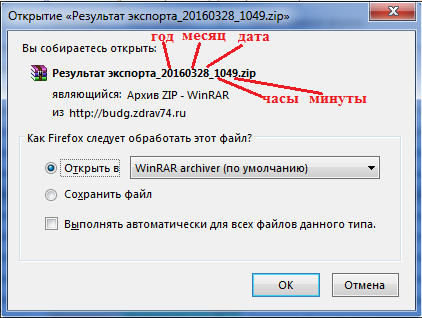 Открытие «Результат экспорта_20160328_1049.zip»
год месяц дата
Вы собираетесь открыть:
Результат экспорта_20160328_1049.zip
часы минуты
являющийся: Архив ZIP - WinRAR
из http://budg.zdrav74.ru
Как Firefox следует обработать этот файл?
Открыть в WinRAR archiver (по умолчанию)
Сохранить файл
Выполнять автоматически для всех файлов данного типа.
OK Отмена